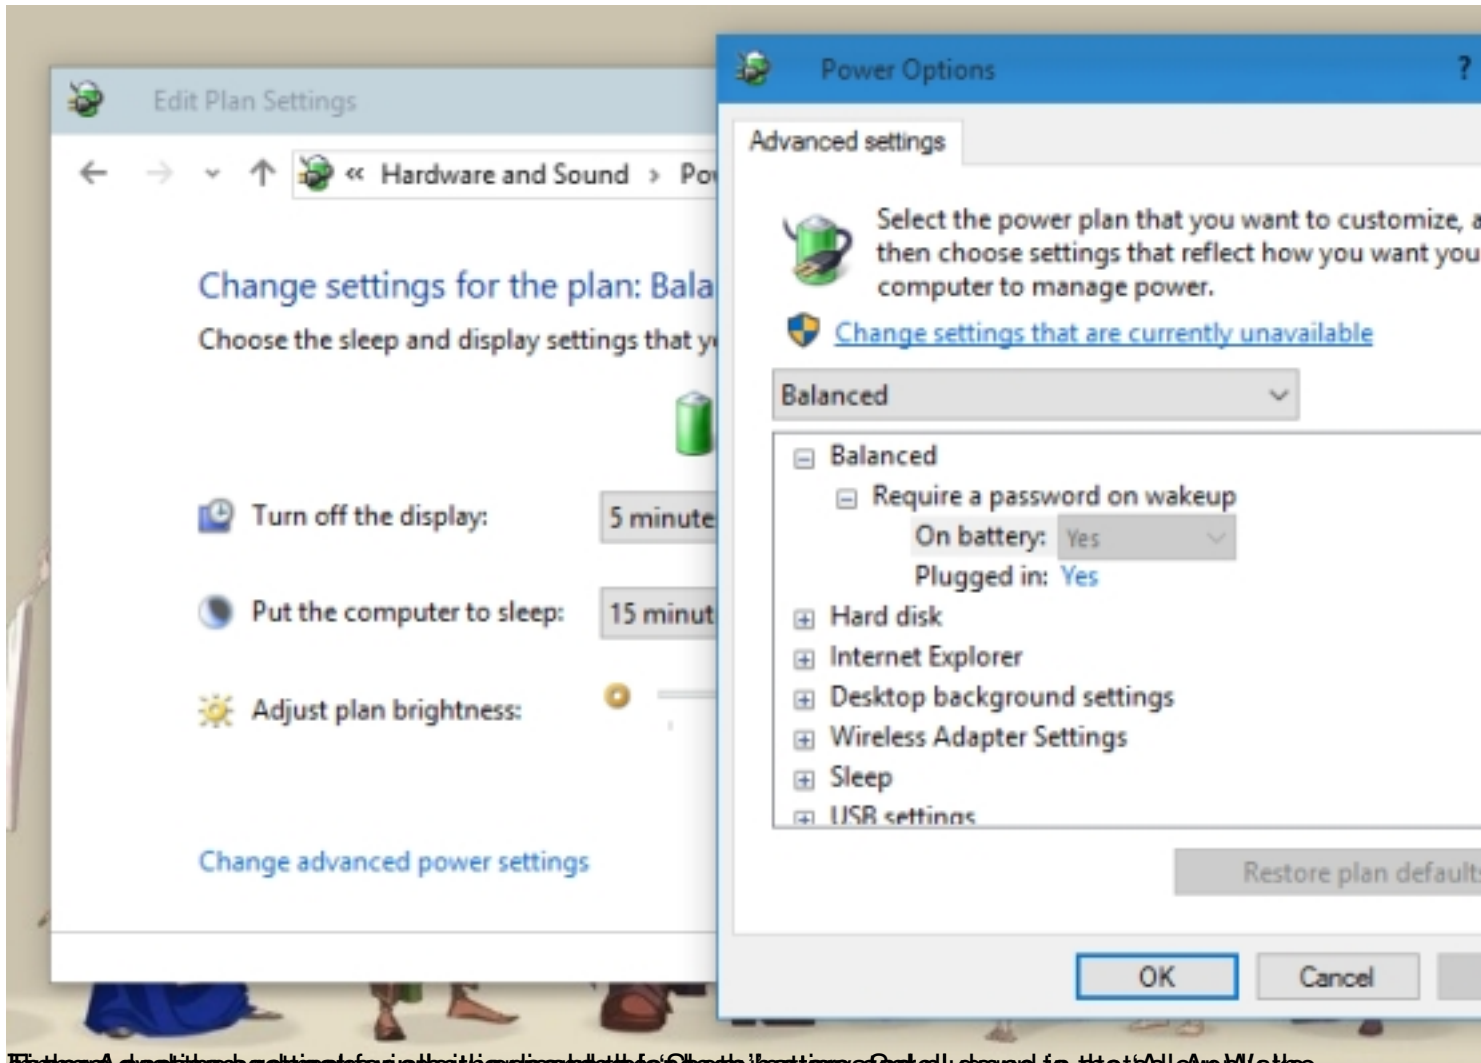 Edit Plan Settings
« Hardware and Sound › Pow
Change settings for the plan: Bala
Choose the sleep and display settings that y
Turn off the display:
5 minute
Put the computer to sleep:
15 minut
Adjust plan brightness:
Change advanced power settings
Power Options
?
Advanced settings
Select the power plan that you want to customize, a
then choose settings that reflect how you want you
computer to manage power.
Change settings that are currently unavailable
Balanced
Balanced
Require a password on wakeup
On battery: Yes
Plugged in: Yes
Hard disk
Internet Explorer
Desktop background settings
Wireless Adapter Settings
Sleep
USB settings
Restore plan defaults
OK
Cancel